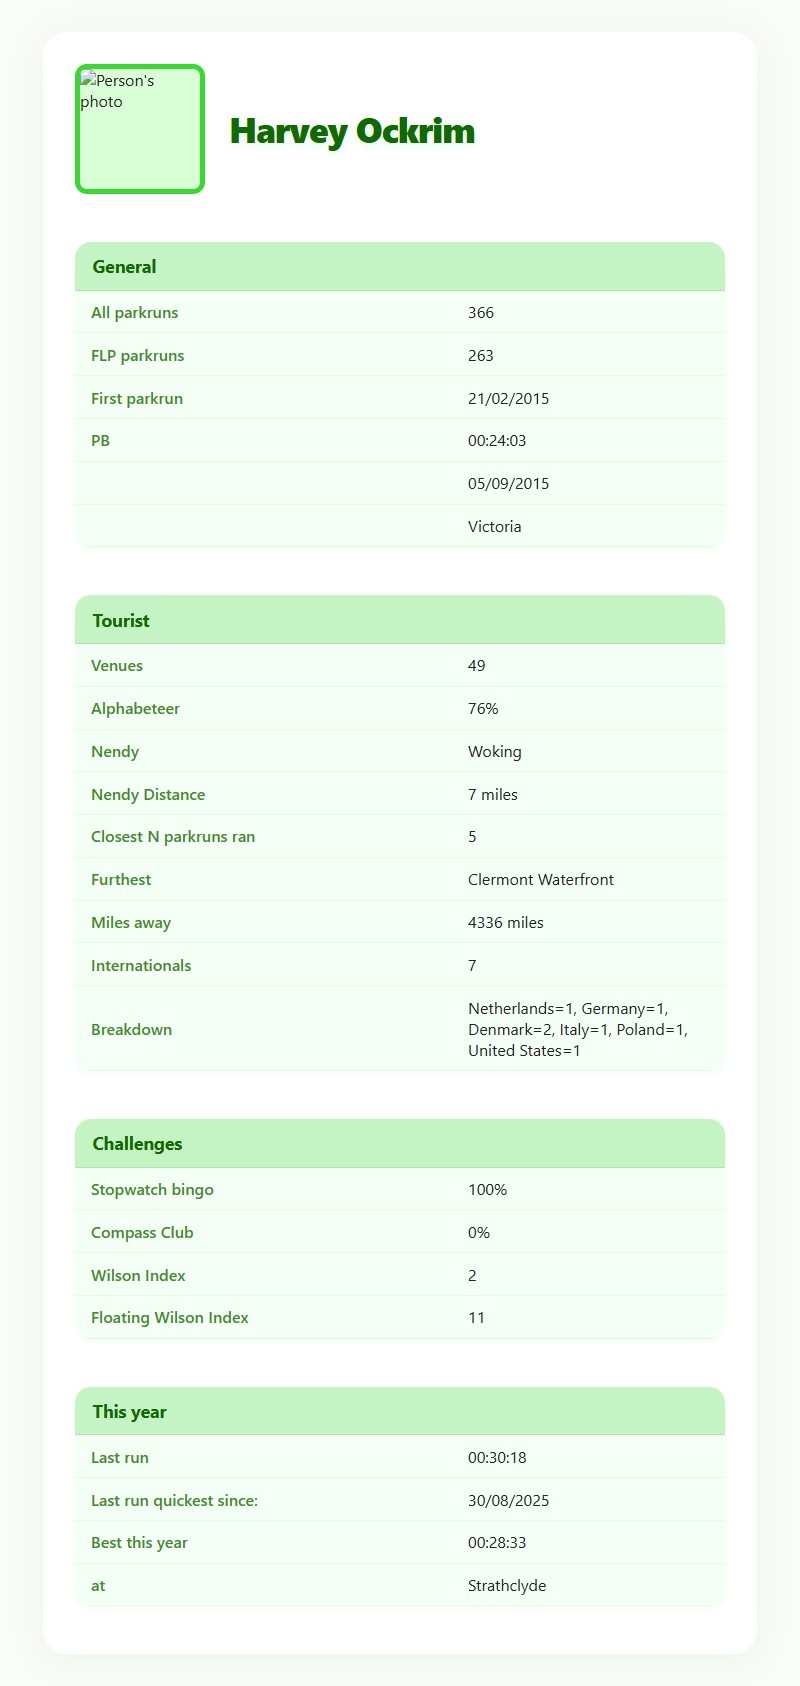 Person's
photo
Harvey Ockrim
General
All parkruns 366
FLP parkruns 263
First parkrun 21/02/2015
PB 00:24:03
05/09/2015
Victoria
Tourist
Venues 49
Alphabeteer 76%
Nendy Woking
Nendy Distance 7 miles
Closest N parkruns ran 5
Furthest Clermont Waterfront
Miles away 4336 miles
Internationals 7
Breakdown Netherlands=1, Germany=1,
Denmark=2, Italy=1, Poland=1,
United States=1
Challenges
Stopwatch bingo 100%
Compass Club 0%
Wilson Index 2
Floating Wilson Index 11
This year
Last run 00:30:18
Last run quickest since: 30/08/2025
Best this year 00:28:33
at Strathclyde